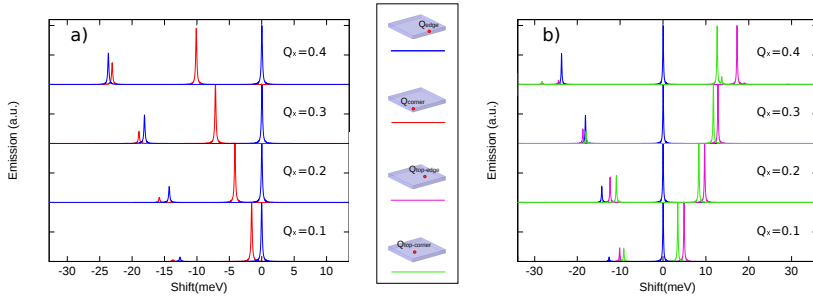 a)
Qₓ=0.4
Qₓ=0.3
Qₓ=0.2
Qₓ=0.1
Emission (a.u.)
-30 -25 -20 -15 -10 -5 0 5 10
Shift(meV)
Qedge
Qcorner
Qtop-edge
Qtop-corner
b)
Qₓ=0.4
Qₓ=0.3
Qₓ=0.2
Qₓ=0.1
Emission (a.u.)
-30 -20 -10 0 10 20 30
Shift(meV)